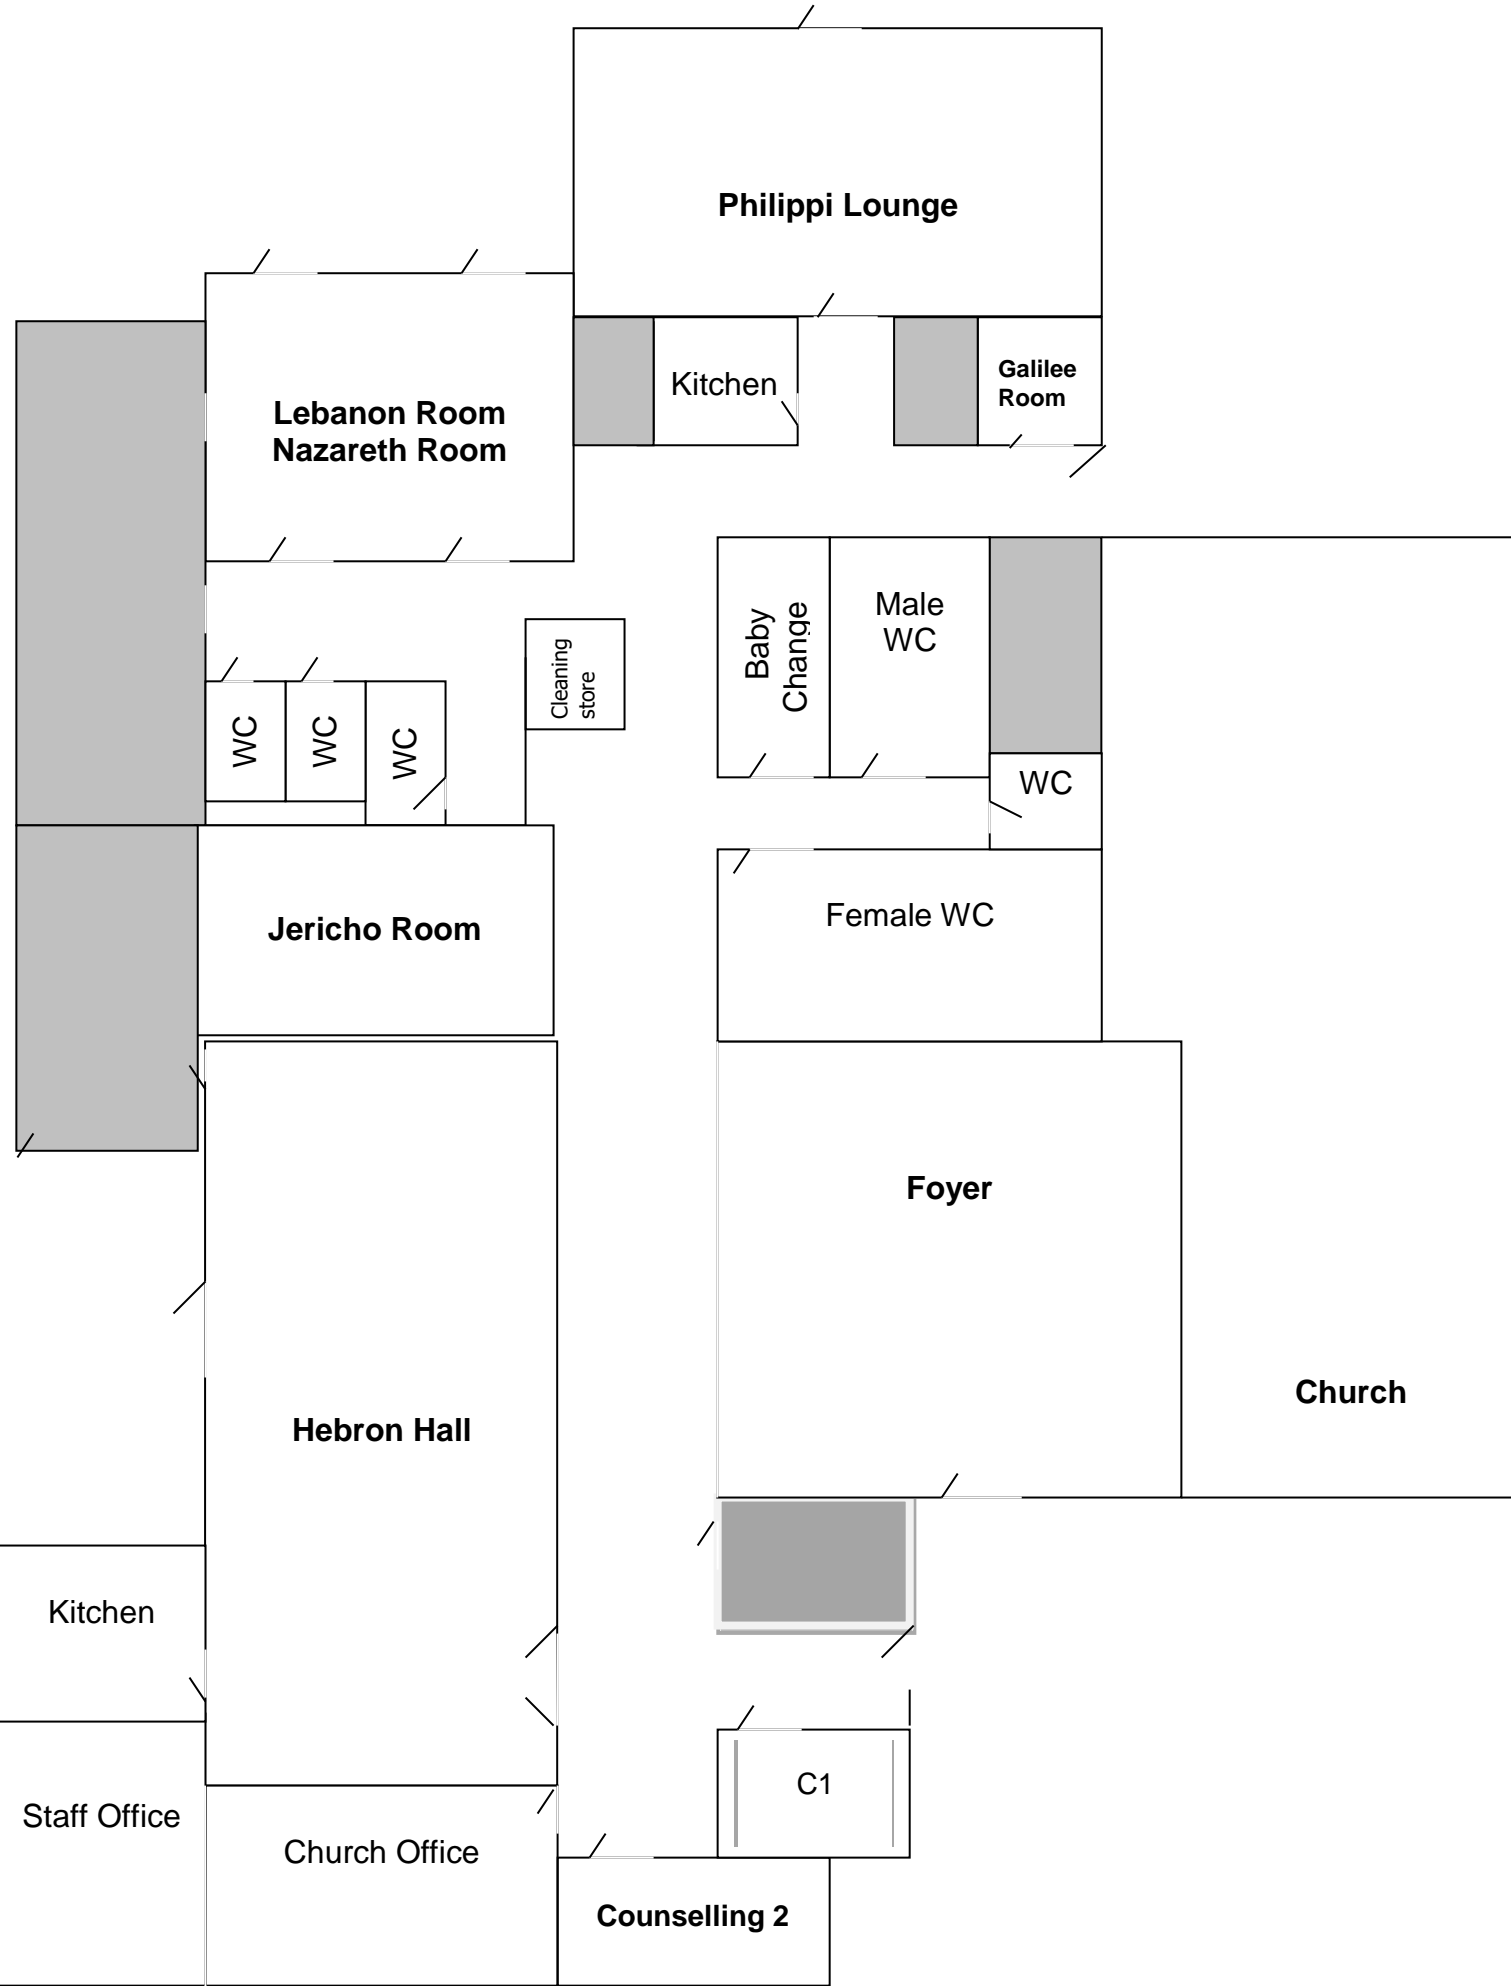 Philippi Lounge
Kitchen
Galilee
Room
Lebanon Room
Nazareth Room
Baby
Change
Male
WC
Cleaning
store
WC
WC
WC
WC
Jericho Room
Female WC
Foyer
Church
Hebron Hall
Kitchen
C1
Staff Office
Church Office
Counselling 2